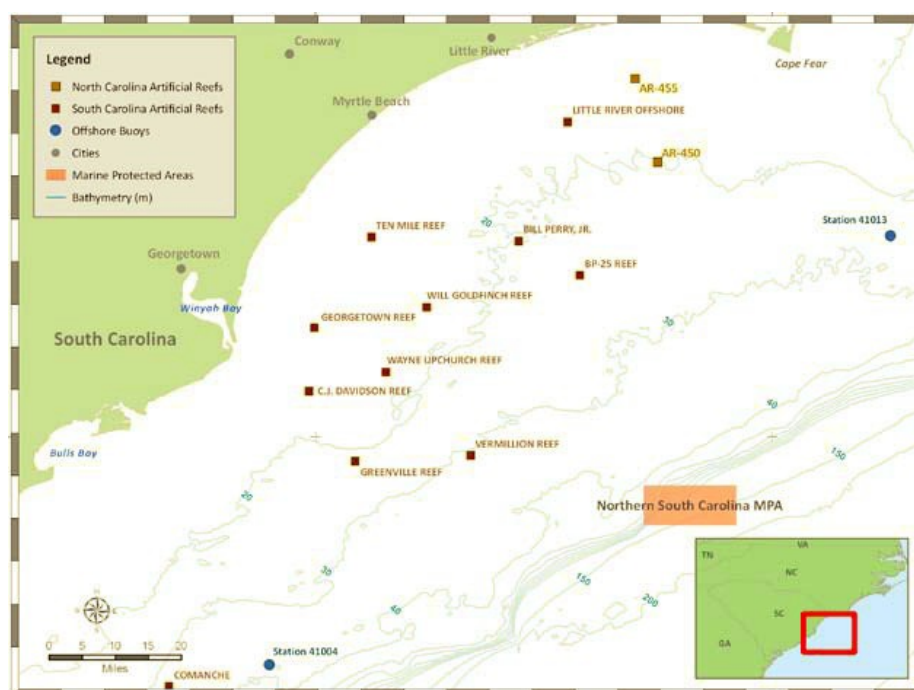 Legend
North Carolina Artificial Reefs
South Carolina Artificial Reefs
Offshore Buoys
Cities
Marine Protected Areas
Bathymetry (m)
Conway
Little River
Cape Fear
Myrtle Beach
AR-455
LITTLE RIVER OFFSHORE
AR-450
TEN MILE REEF
20
BILL PERRY, JR.
Station 41013
Georgetown
BP-25 REEF
Winyah Bay
WILL GOLDFINCH REEF
GEORGETOWN REEF
30
South Carolina
WAYNE UPCHURCH REEF
C.J. DAVIDSON REEF
40
Bulls Bay
VERMILLION REEF
150
GREENVILLE REEF
20
Northern South Carolina MPA
30
150
200
40
TN
VA
NC
SC
GA
0 5 10 15 20
Miles
Station 41004
COMANCHE